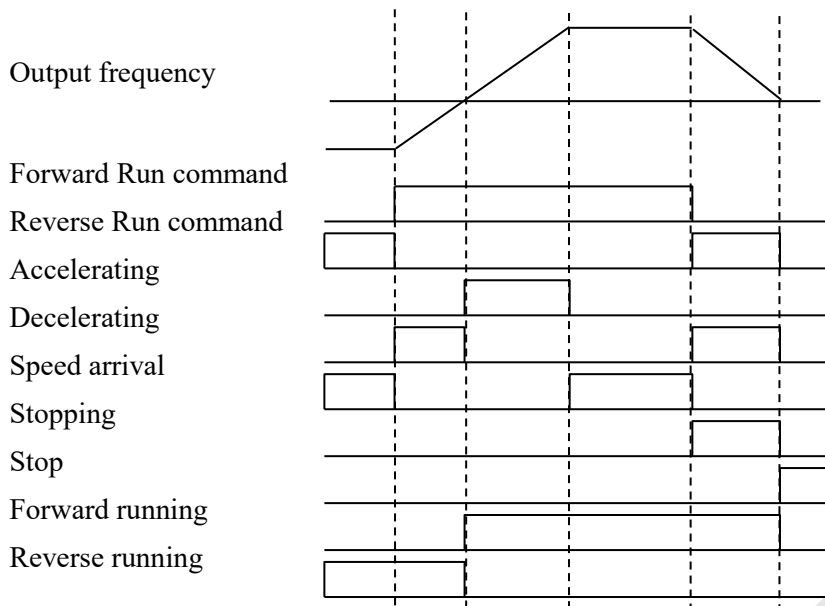 Output frequency
Forward Run command
Reverse Run command
Accelerating
Decelerating
Speed arrival
Stopping
Stop
Forward running
Reverse running